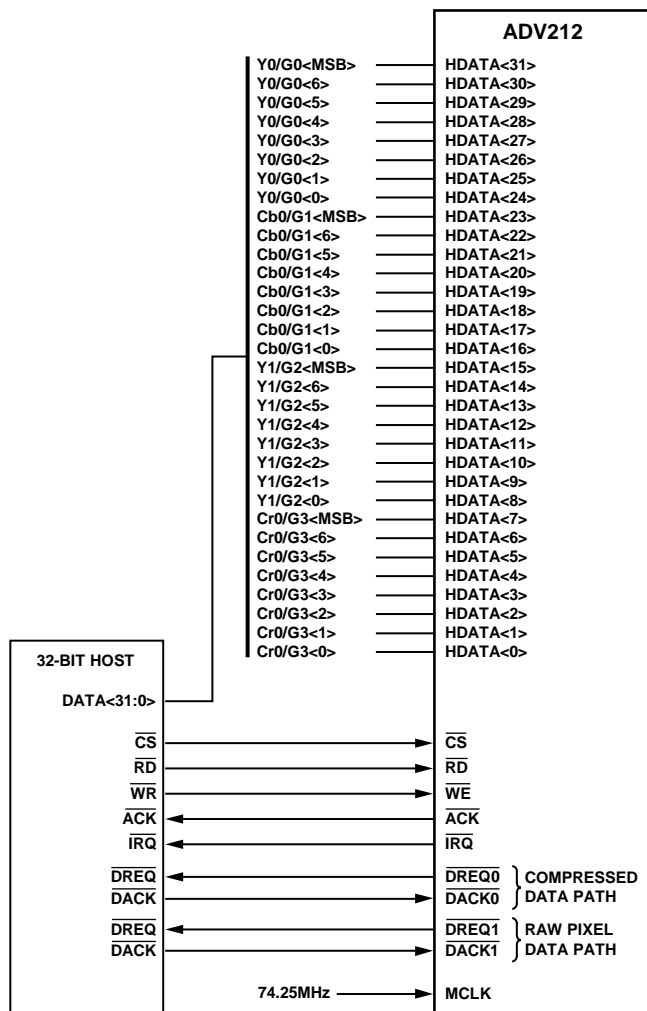 ADV212
Y0/G0<MSB> HDATA<31>
Y0/G0<6> HDATA<30>
Y0/G0<5> HDATA<29>
Y0/G0<4> HDATA<28>
Y0/G0<3> HDATA<27>
Y0/G0<2> HDATA<26>
Y0/G0<1> HDATA<25>
Y0/G0<0> HDATA<24>
Cb0/G1<MSB> HDATA<23>
Cb0/G1<6> HDATA<22>
Cb0/G1<5> HDATA<21>
Cb0/G1<4> HDATA<20>
Cb0/G1<3> HDATA<19>
Cb0/G1<2> HDATA<18>
Cb0/G1<1> HDATA<17>
Cb0/G1<0> HDATA<16>
Y1/G2<MSB> HDATA<15>
Y1/G2<6> HDATA<14>
Y1/G2<5> HDATA<13>
Y1/G2<4> HDATA<12>
Y1/G2<3> HDATA<11>
Y1/G2<2> HDATA<10>
Y1/G2<1> HDATA<9>
Y1/G2<0> HDATA<8>
Cr0/G3<MSB> HDATA<7>
Cr0/G3<6> HDATA<6>
Cr0/G3<5> HDATA<5>
Cr0/G3<4> HDATA<4>
Cr0/G3<3> HDATA<3>
Cr0/G3<2> HDATA<2>
Cr0/G3<1> HDATA<1>
Cr0/G3<0> HDATA<0>
32-BIT HOST
DATA<31:0>
CS CS
RD RD
WR WE
ACK ACK
IRQ IRQ
DREQ DREQ0 COMPRESSED
DACK DACK0 DATA PATH
DREQ DREQ1 RAW PIXEL
DACK DACK1 DATA PATH
74.25MHz MCLK